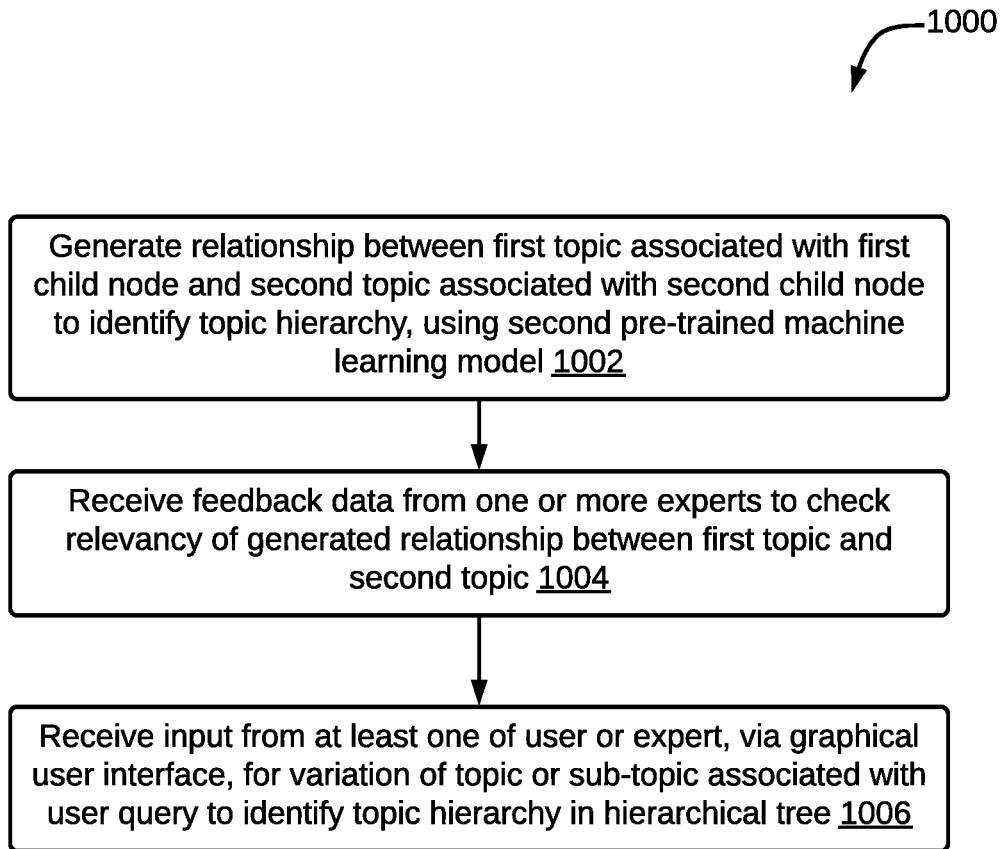 1000
Generate relationship between first topic associated with first
child node and second topic associated with second child node
to identify topic hierarchy, using second pre-trained machine
learning model 1002
Receive feedback data from one or more experts to check
relevancy of generated relationship between first topic and
second topic 1004
Receive input from at least one of user or expert, via graphical
user interface, for variation of topic or sub-topic associated with
user query to identify topic hierarchy in hierarchical tree 1006